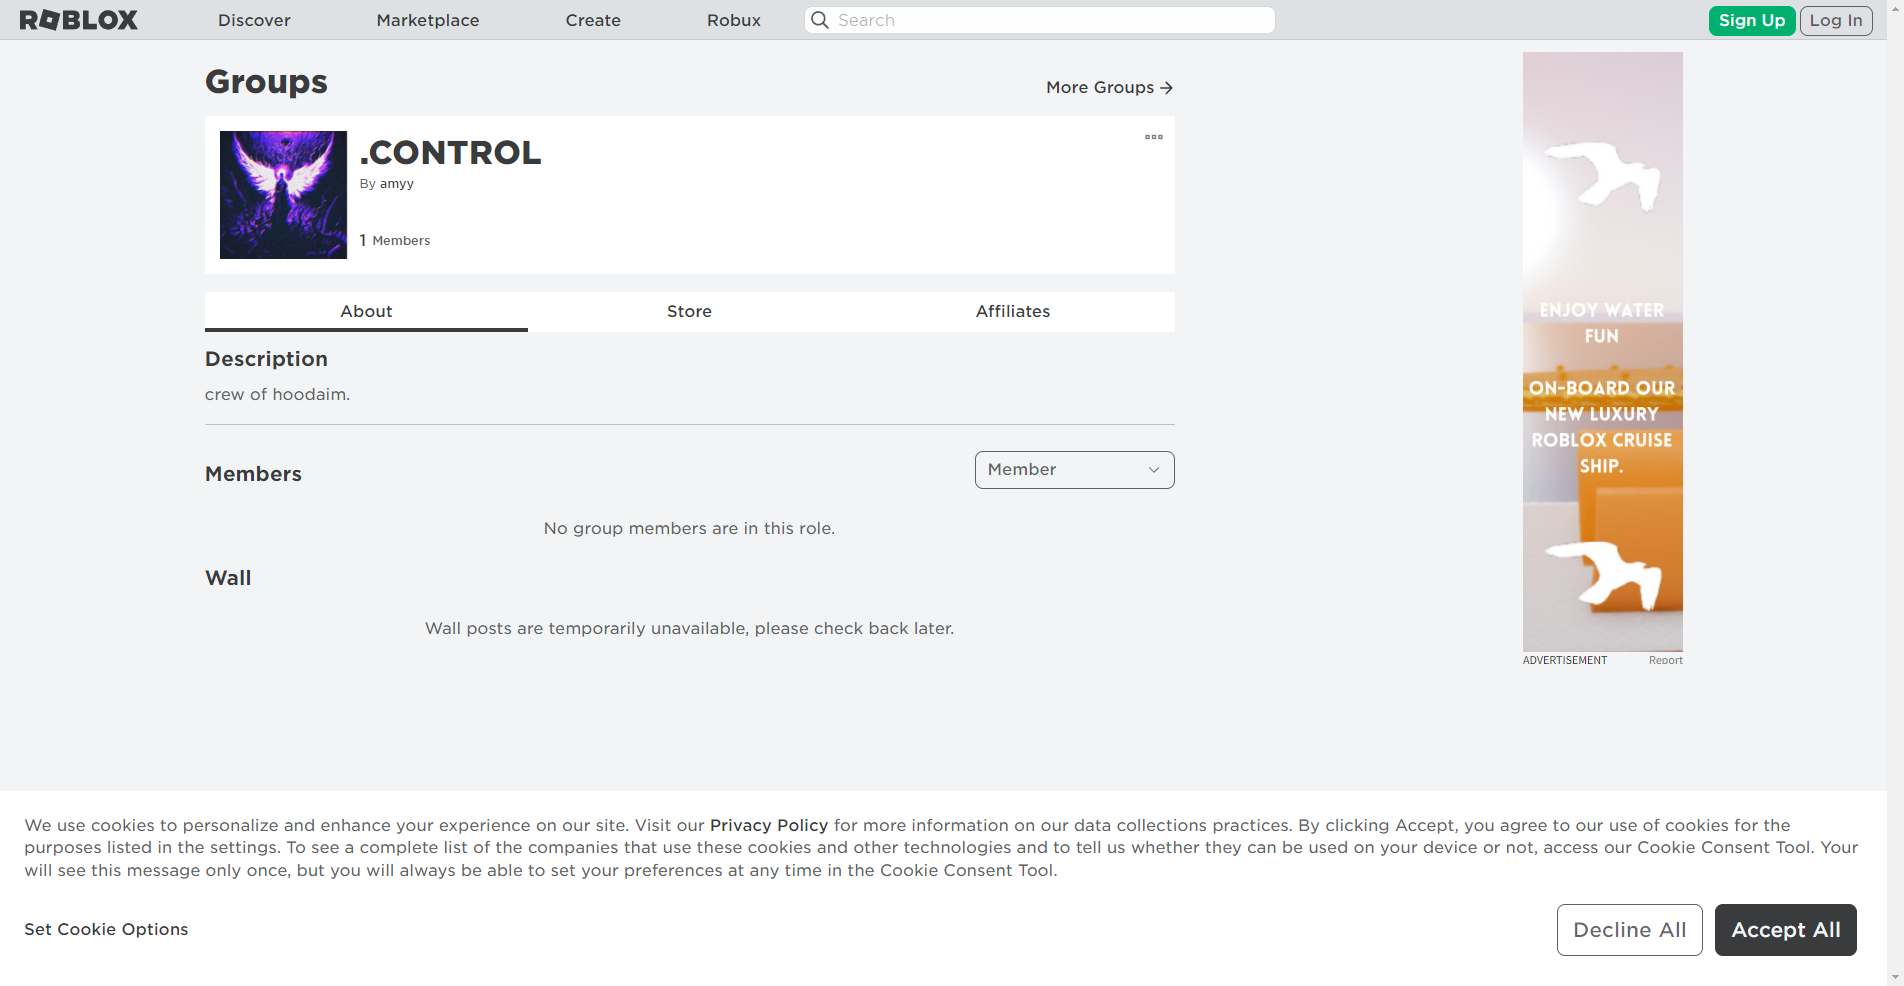 ROBLOX
Discover
Marketplace
Create
Robux
Search
Sign Up
Log In
Groups
More Groups
.CONTROL
By amyy
1 Members
About
Store
Affiliates
Description
crew of hoodaim.
Members
Member
No group members are in this role.
Wall
Wall posts are temporarily unavailable, please check back later.
ENJOY WATER
FUN
ON-BOARD OUR
NEW LUXURY
ROBLOX CRUISE
SHIP.
ADVERTISEMENT
Report
We use cookies to personalize and enhance your experience on our site. Visit our Privacy Policy for more information on our data collections practices. By clicking Accept, you agree to our use of cookies for the
purposes listed in the settings. To see a complete list of the companies that use these cookies and other technologies and to tell us whether they can be used on your device or not, access our Cookie Consent Tool. Your
will see this message only once, but you will always be able to set your preferences at any time in the Cookie Consent Tool.
Set Cookie Options
Decline All
Accept All